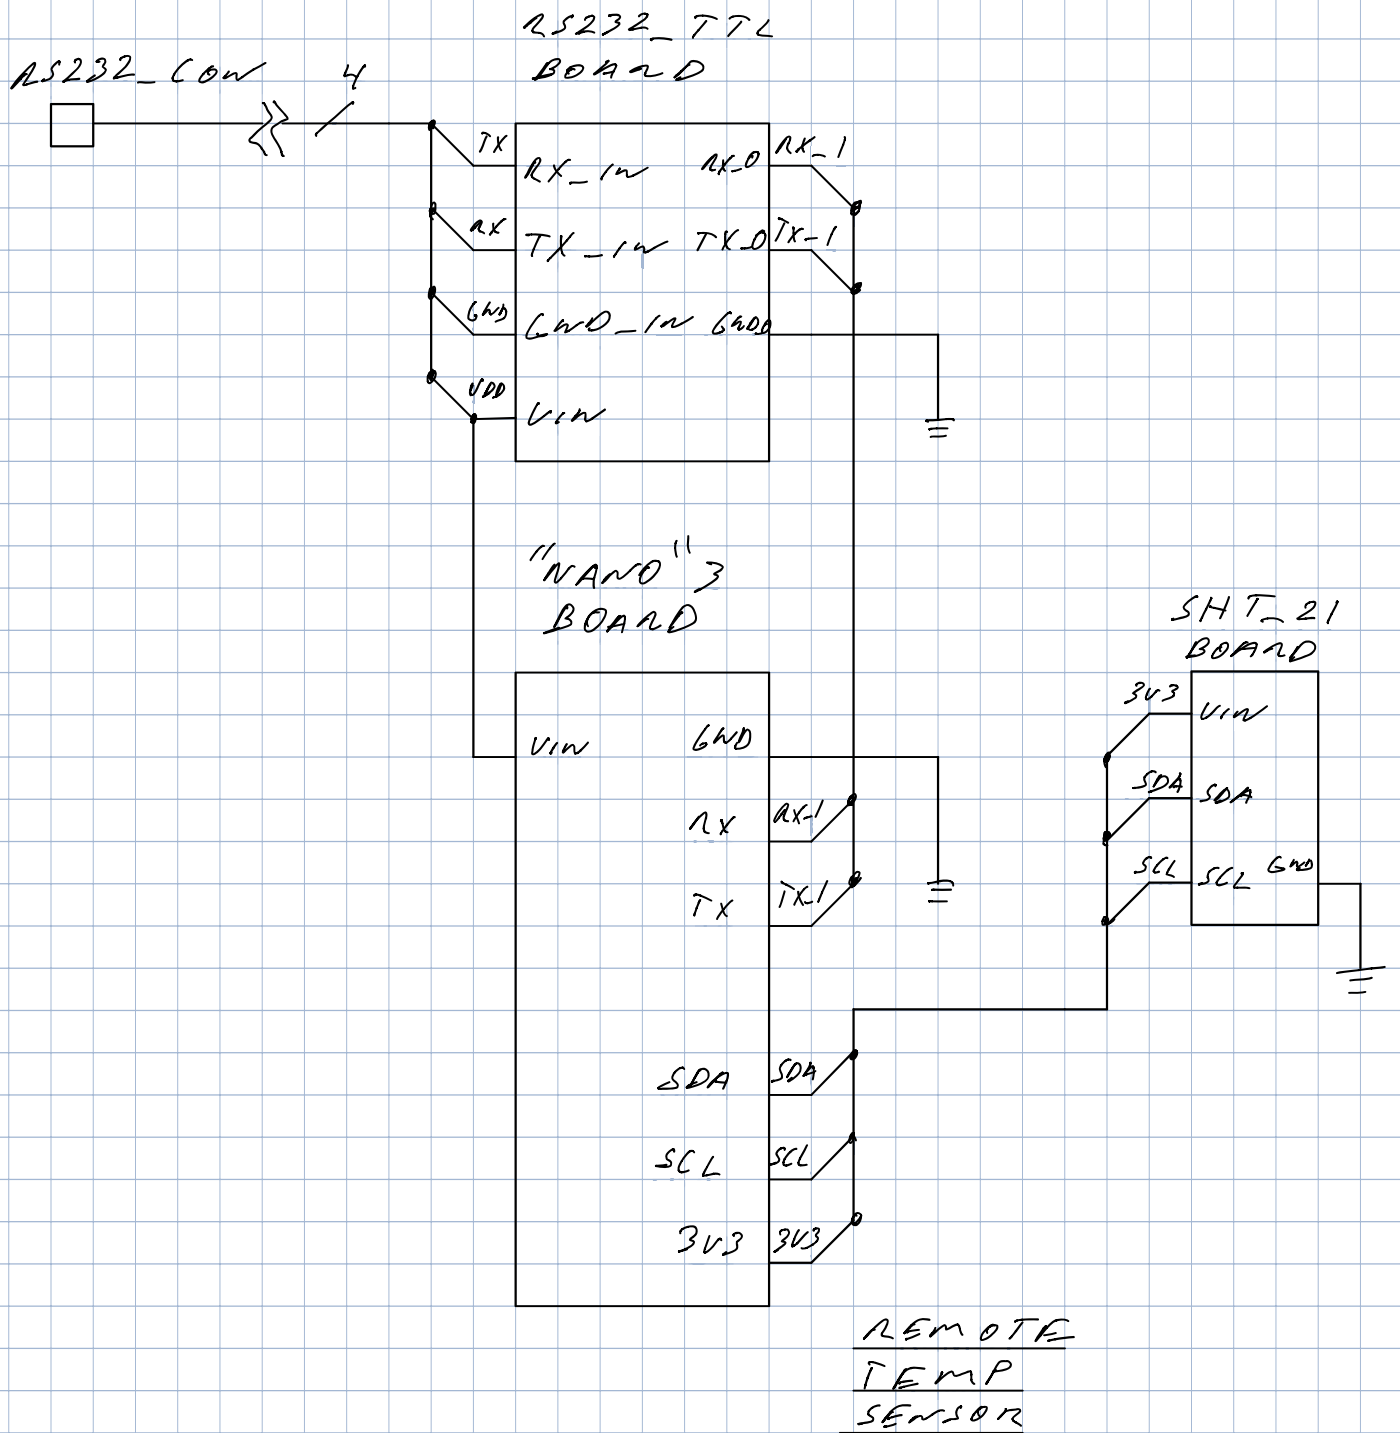 RS232_TTL
BOARD
RS232_CON
4
TX
RX_IN
RX_O
RX_1
RX
TX_IN
TX_O
TX_1
GND
GND_IN
GNDO
VDD
VIN
"NANO"3
BOARD
SHT_21
BOARD
3V3
VIN
VIN
GND
SDA
SDA
RX
RX_1
SCL
SCL
GND
TX
TX_1
SDA
SDA
SCL
SCL
3V3
3V3
REMOTE
TEMP
SENSOR